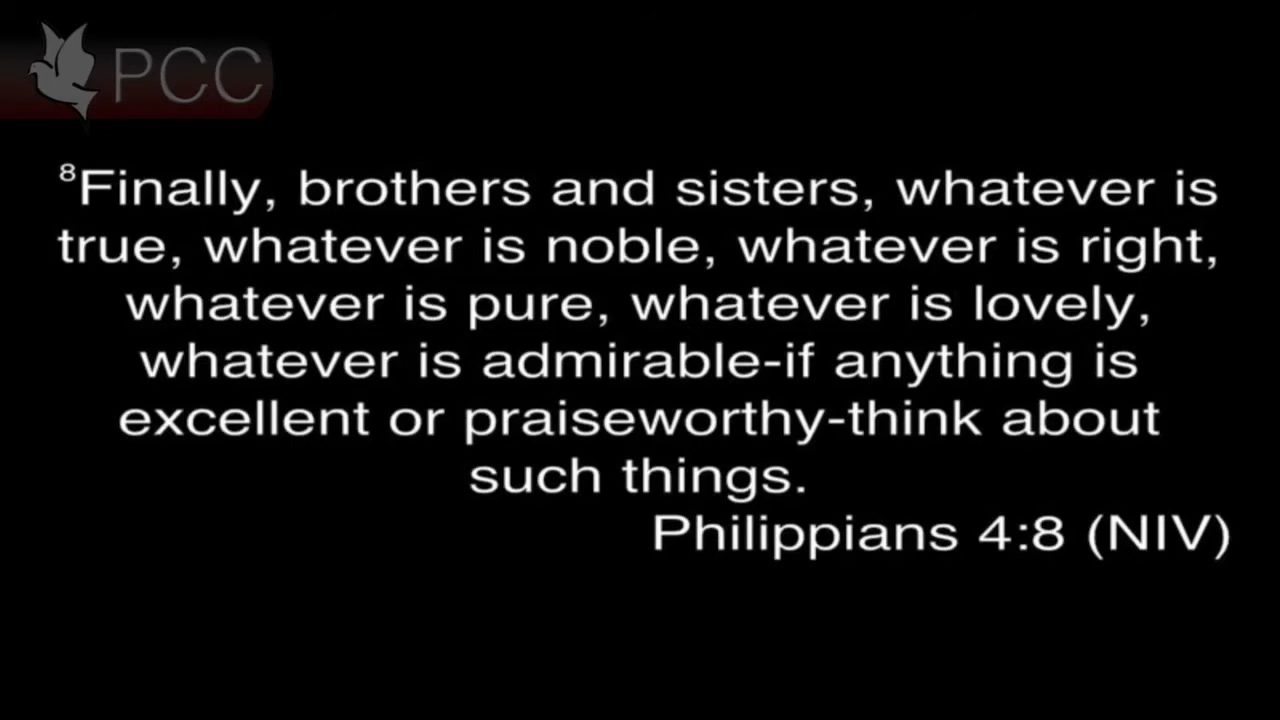 PCC
⁸Finally, brothers and sisters, whatever is
true, whatever is noble, whatever is right,
whatever is pure, whatever is lovely,
whatever is admirable-if anything is
excellent or praiseworthy-think about
such things.
Philippians 4:8 (NIV)